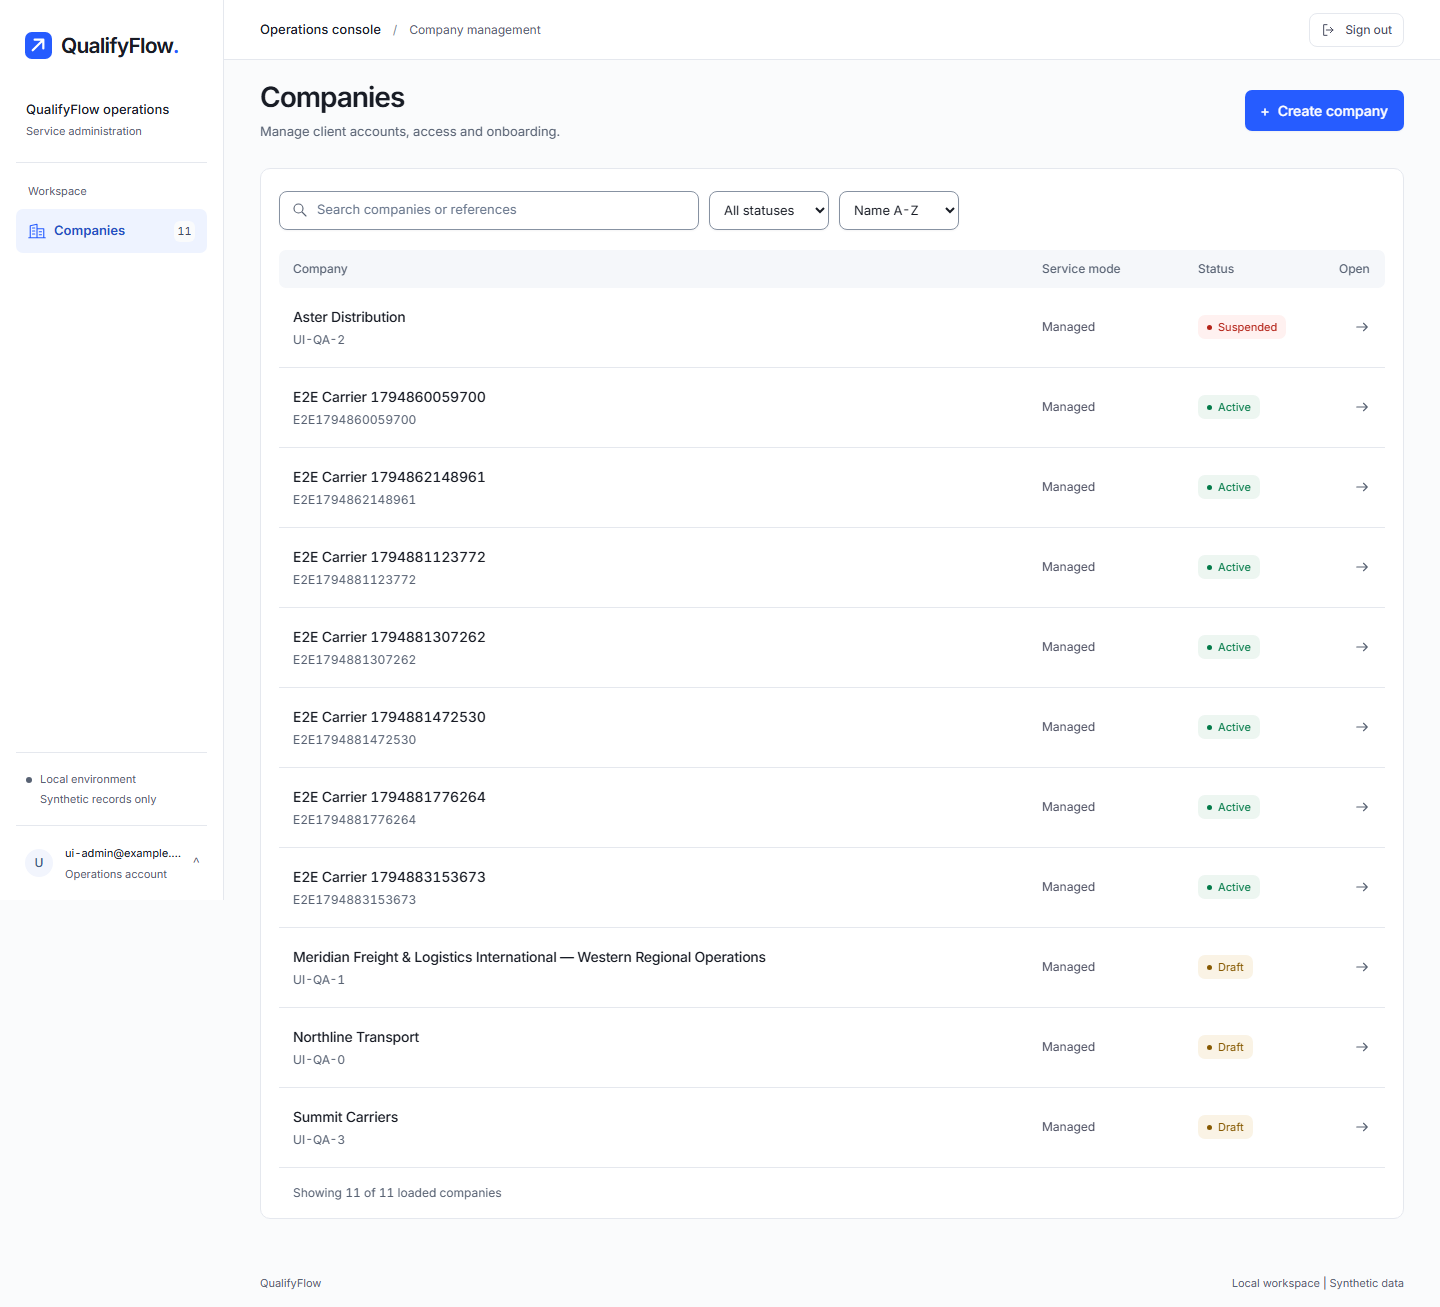 QualifyFlow.
QualifyFlow operations
Service administration
Workspace
Companies 11
Local environment
Synthetic records only
U
ui-admin@example....
Operations account
Operations console / Company management
Sign out
Companies
Manage client accounts, access and onboarding.
+ Create company
Search companies or references
All statuses
Name A-Z
Company Service mode Status Open
Aster Distribution
UI-QA-2
Managed
Suspended
E2E Carrier 1794860059700
E2E1794860059700
Managed
Active
E2E Carrier 1794862148961
E2E1794862148961
Managed
Active
E2E Carrier 1794881123772
E2E1794881123772
Managed
Active
E2E Carrier 1794881307262
E2E1794881307262
Managed
Active
E2E Carrier 1794881472530
E2E1794881472530
Managed
Active
E2E Carrier 1794881776264
E2E1794881776264
Managed
Active
E2E Carrier 1794883153673
E2E1794883153673
Managed
Active
Meridian Freight & Logistics International — Western Regional Operations
UI-QA-1
Managed
Draft
Northline Transport
UI-QA-0
Managed
Draft
Summit Carriers
UI-QA-3
Managed
Draft
Showing 11 of 11 loaded companies
QualifyFlow
Local workspace | Synthetic data